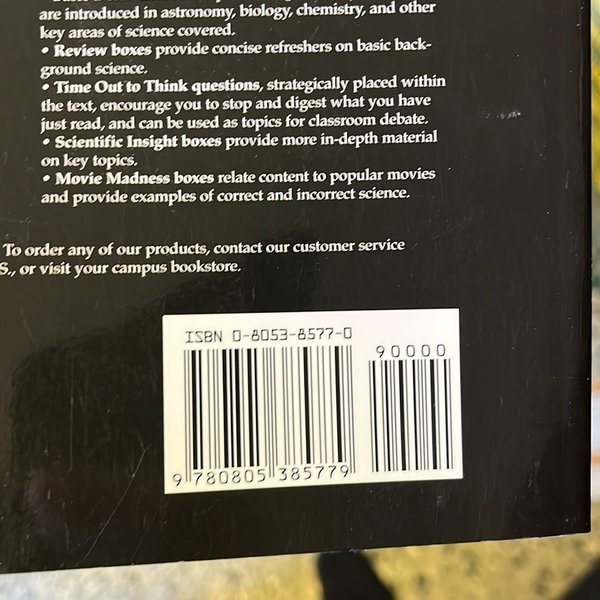 are introduced in astronomy, biology, chemistry, and other
key areas of science covered.
• Review boxes provide concise refreshers on basic back-
ground science.
• Time Out to Think questions, strategically placed within
the text, encourage you to stop and digest what you have
just read, and can be used as topics for classroom debate.
• Scientific Insight boxes provide more in-depth material
on key topics.
• Movie Madness boxes relate content to popular movies
and provide examples of correct and incorrect science.
To order any of our products, contact our customer service
S., or visit your campus bookstore.
ISBN 0-8053-8577-0
90000
9 780805 385779